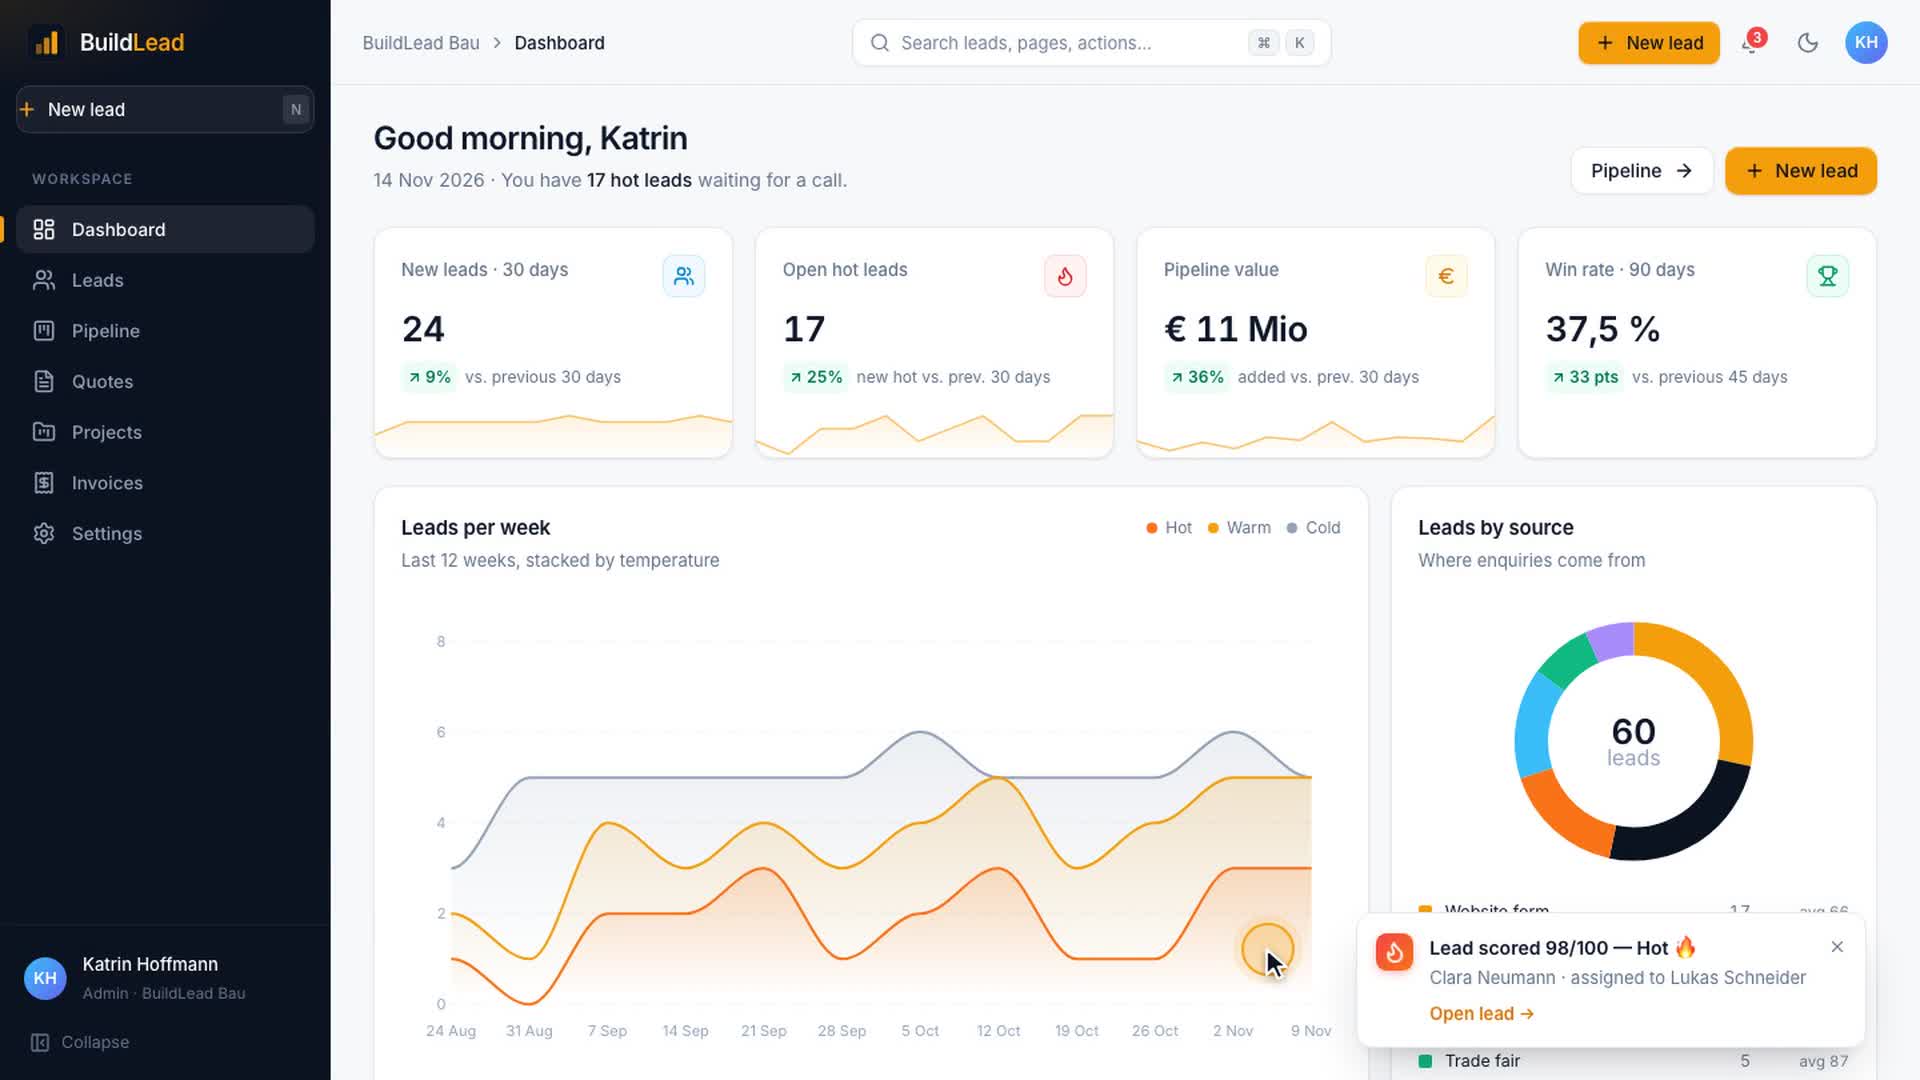 BuildLead
New lead N
WORKSPACE
Dashboard
Leads
Pipeline
Quotes
Projects
Invoices
Settings
KH
Katrin Hoffmann
Admin · BuildLead Bau
Collapse
BuildLead Bau > Dashboard
Search leads, pages, actions... ⌘ K
+ New lead
3
KH
Good morning, Katrin
14 Nov 2026 · You have 17 hot leads waiting for a call.
Pipeline →
+ New lead
New leads · 30 days
24
↗ 9% vs. previous 30 days
Open hot leads
17
↗ 25% new hot vs. prev. 30 days
Pipeline value
€
€ 11 Mio
↗ 36% added vs. prev. 30 days
Win rate · 90 days
37,5 %
↗ 33 pts vs. previous 45 days
Leads per week
Last 12 weeks, stacked by temperature
Hot Warm Cold
8
6
4
2
0
24 Aug 31 Aug 7 Sep 14 Sep 21 Sep 28 Sep 5 Oct 12 Oct 19 Oct 26 Oct 2 Nov 9 Nov
Leads by source
Where enquiries come from
60
leads
Website form 17 avg 66
Lead scored 98/100 — Hot 🔥
Clara Neumann · assigned to Lukas Schneider
Open lead →
Trade fair 5 avg 87